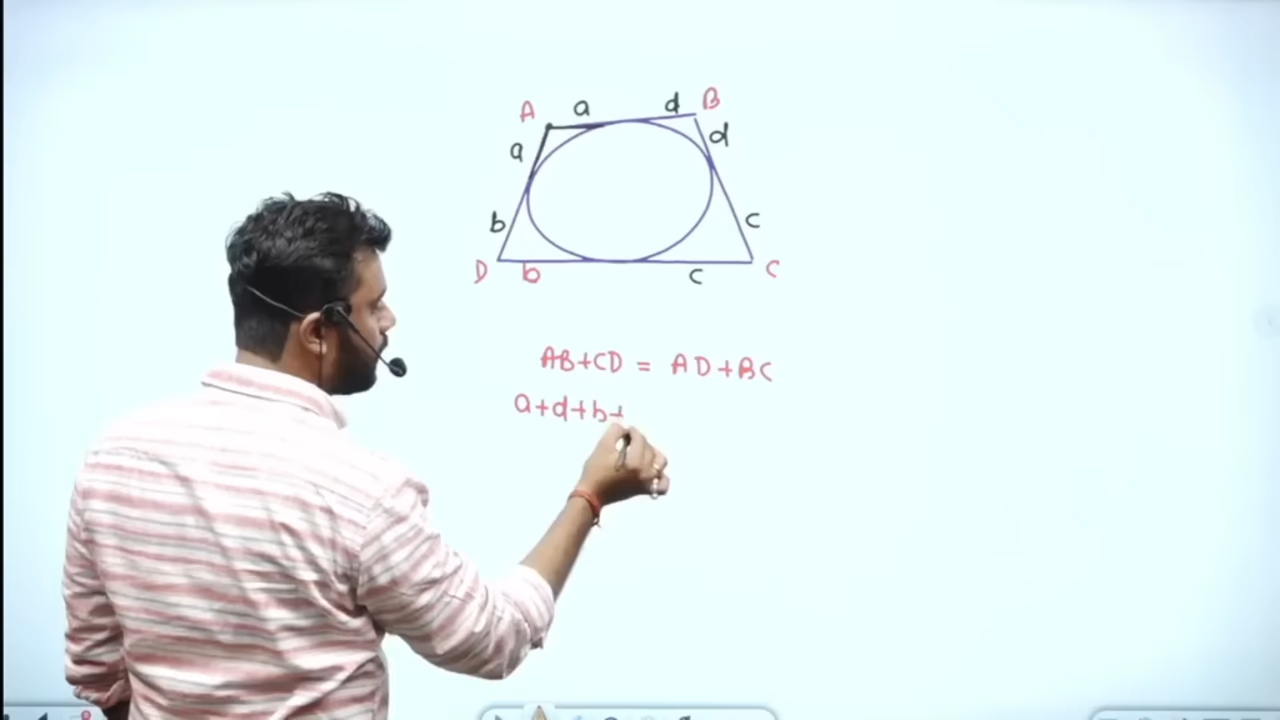 A a d B
a d
b c
D b c C
AB+CD = AD+BC
a+d+b+